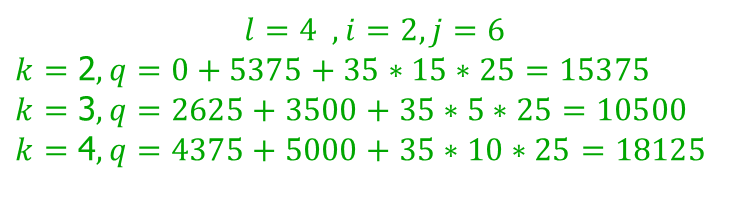 l = 4 , i = 2, j = 6
k = 2, q = 0 + 5375 + 35 * 15 * 25 = 15375
k = 3, q = 2625 + 3500 + 35 * 5 * 25 = 10500
k = 4, q = 4375 + 5000 + 35 * 10 * 25 = 18125